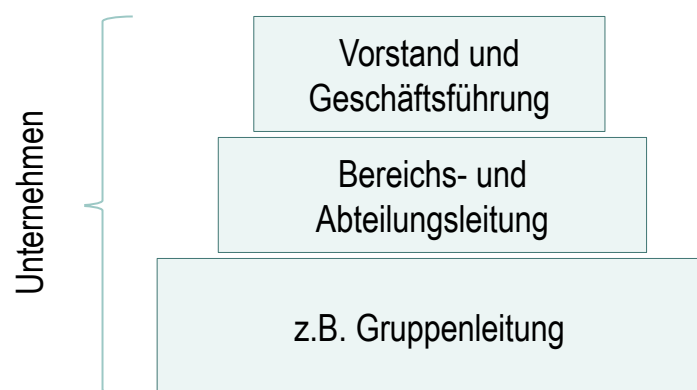 Unternehmen
Vorstand und
Geschäftsführung
Bereichs- und
Abteilungsleitung
z.B. Gruppenleitung